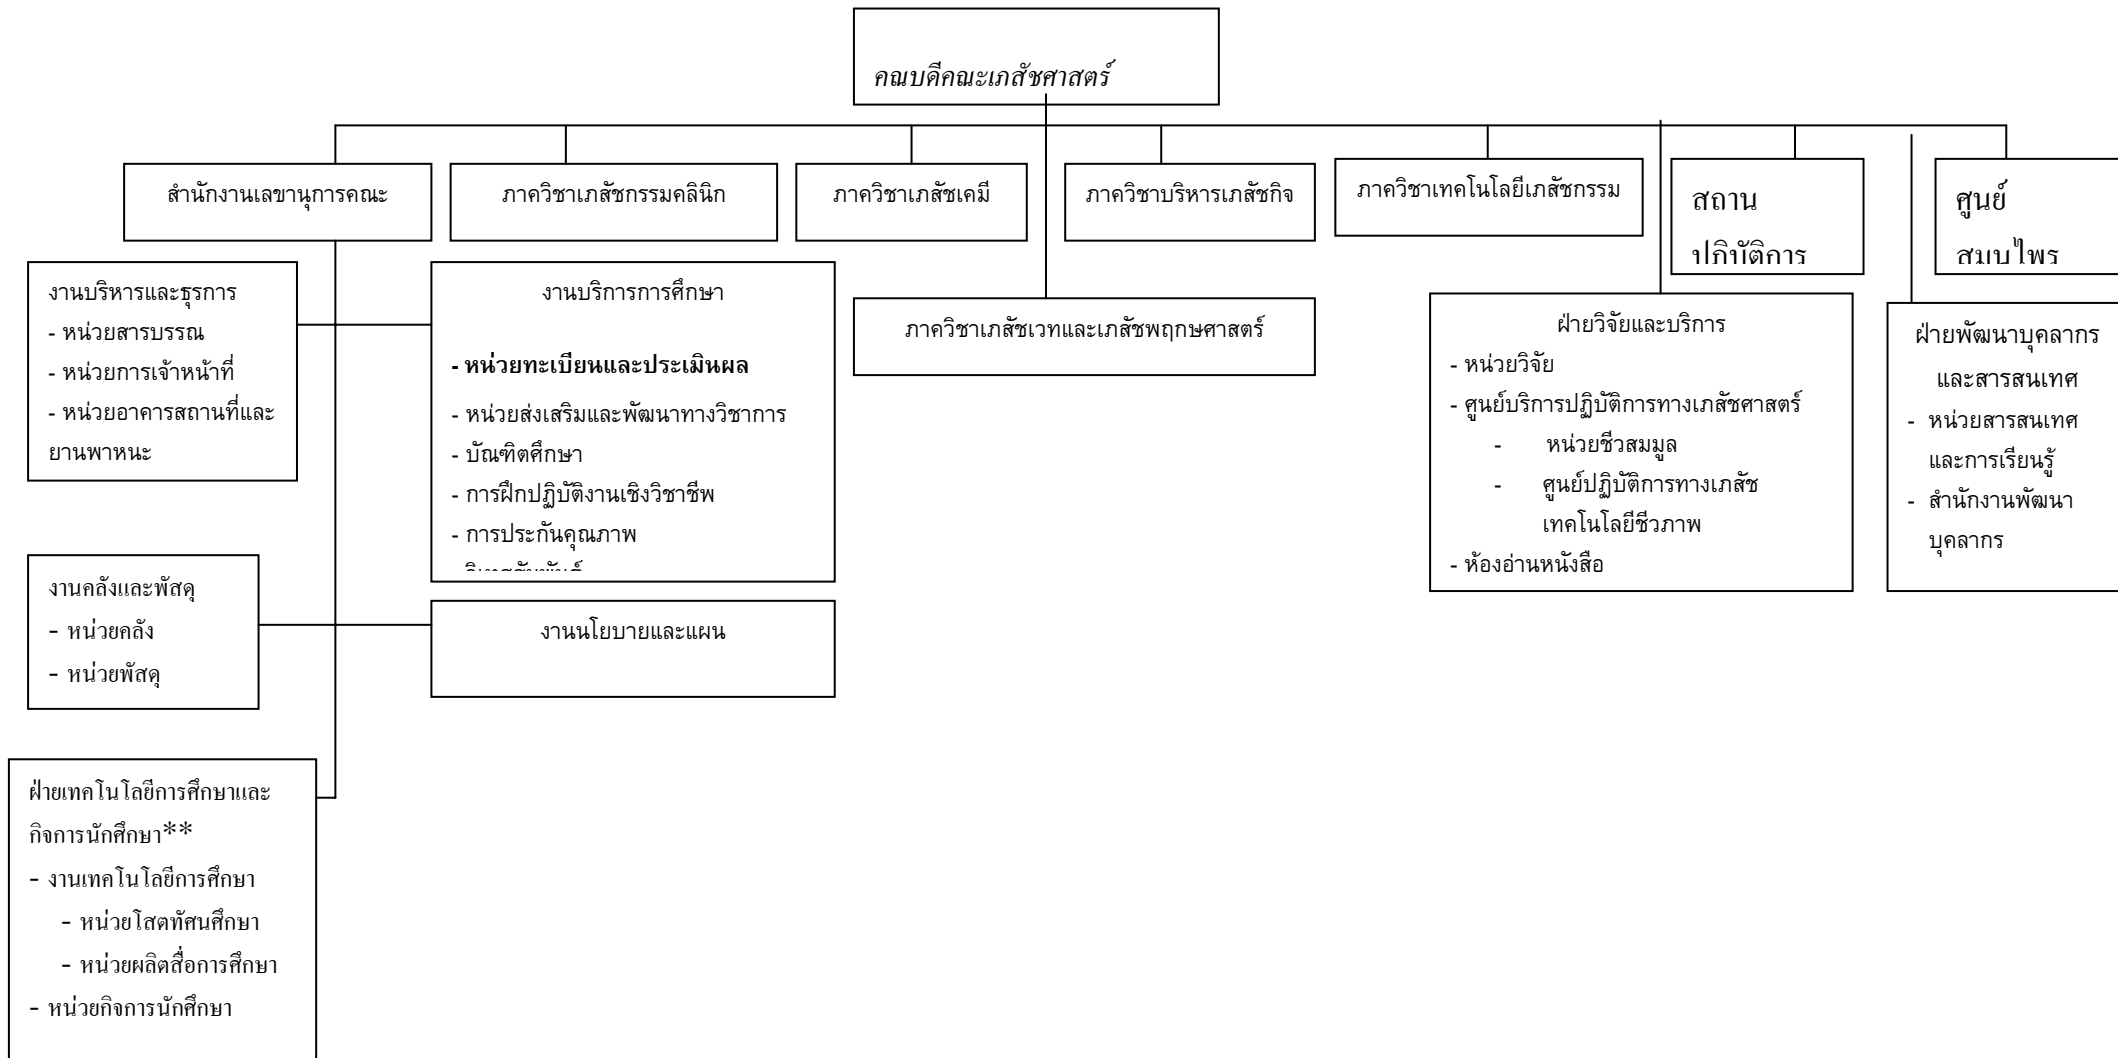 คณบดีคณะเภสัชศาสตร์
สำนักงานเลขานุการคณะ
ภาควิชาเภสัชกรรมคลินิก
ภาควิชาเภสัชเคมี
ภาควิชาบริหารเภสัชกิจ
ภาควิชาเทคโนโลยีเภสัชกรรม
สถาน
ปฏิบัติการ
ศูนย์
สมุนไพร
งานบริหารและธุรการ
- หน่วยสารบรรณ
- หน่วยการเจ้าหน้าที่
- หน่วยอาคารสถานที่และ
ยานพาหนะ
งานบริการการศึกษา
- หน่วยทะเบียนและประเมินผล
- หน่วยส่งเสริมและพัฒนาทางวิชาการ
- บัณฑิตศึกษา
- การฝึกปฏิบัติงานเชิงวิชาชีพ
- การประกันคุณภาพ
ภาควิชาเภสัชเวทและเภสัชพฤกษศาสตร์
ฝ่ายวิจัยและบริการ
- หน่วยวิจัย
- ศูนย์บริการปฏิบัติการทางเภสัชศาสตร์
- หน่วยชีวสมมูล
- ศูนย์ปฏิบัติการทางเภสัช
เทคโนโลยีชีวภาพ
- ห้องอ่านหนังสือ
ฝ่ายพัฒนาบุคลากร
และสารสนเทศ
- หน่วยสารสนเทศ
และการเรียนรู้
- สำนักงานพัฒนา
บุคลากร
งานคลังและพัสดุ
- หน่วยคลัง
- หน่วยพัสดุ
งานนโยบายและแผน
ฝ่ายเทคโนโลยีการศึกษาและ
กิจการนักศึกษา**
- งานเทคโนโลยีการศึกษา
- หน่วยโสตทัศนศึกษา
- หน่วยผลิตสื่อการศึกษา
- หน่วยกิจการนักศึกษา